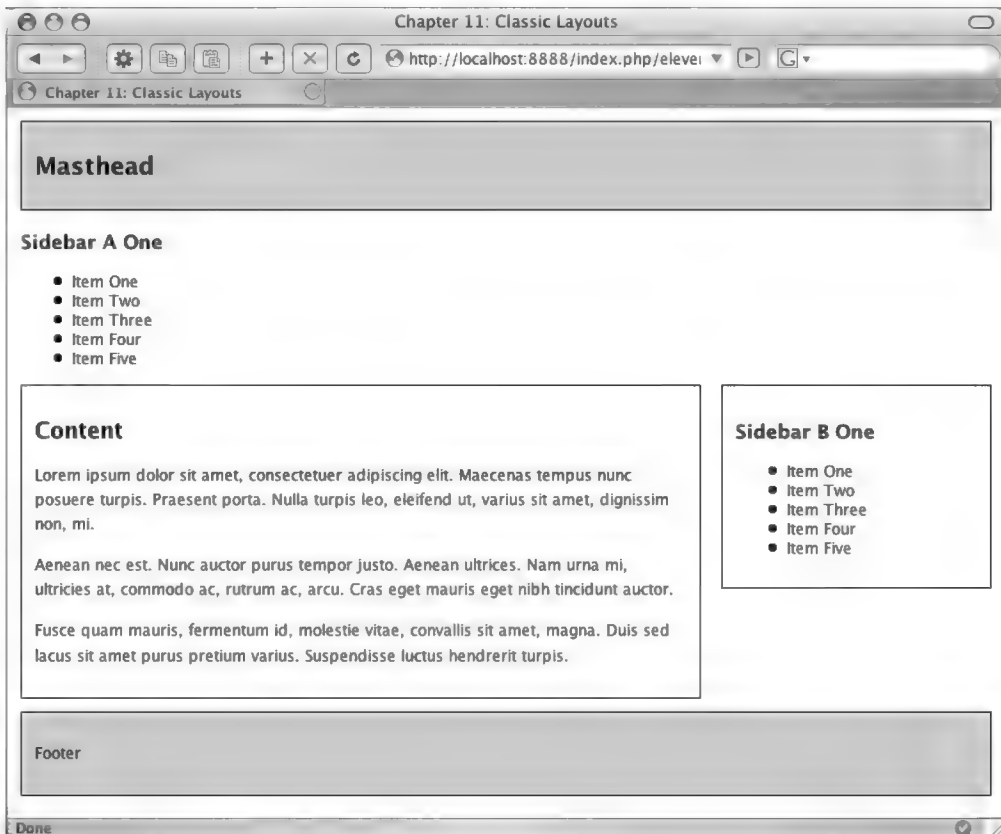 Chapter 11: Classic Layouts
http://localhost:8888/index.php/elever
G
Chapter 11: Classic Layouts
Masthead
Sidebar A One
Item One
Item Two
Item Three
Item Four
Item Five
Content
Lorem ipsum dolor sit amet, consectetuer adipiscing elit. Maecenas tempus nunc
posuere turpis. Praesent porta. Nulla turpis leo, eleifend ut, varius sit amet, dignissim
non, mi.
Aenean nec est. Nunc auctor purus tempor justo. Aenean ultrices. Nam urna mi,
ultricies at, commodo ac, rutrum ac, arcu. Cras eget mauris eget nibh tincidunt auctor.
Fusce quam mauris, fermentum id, molestie vitae, convallis sit amet, magna. Duis sed
lacus sit amet purus pretium varius. Suspendisse luctus hendrerit turpis.
Sidebar B One
Item One
Item Two
Item Three
Item Four
Item Five
Footer
Done